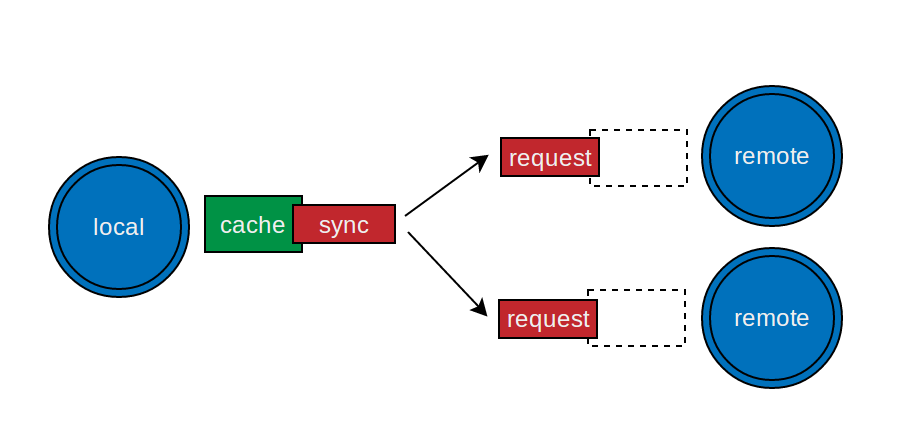 local
cache
sync
request
remote
request
remote